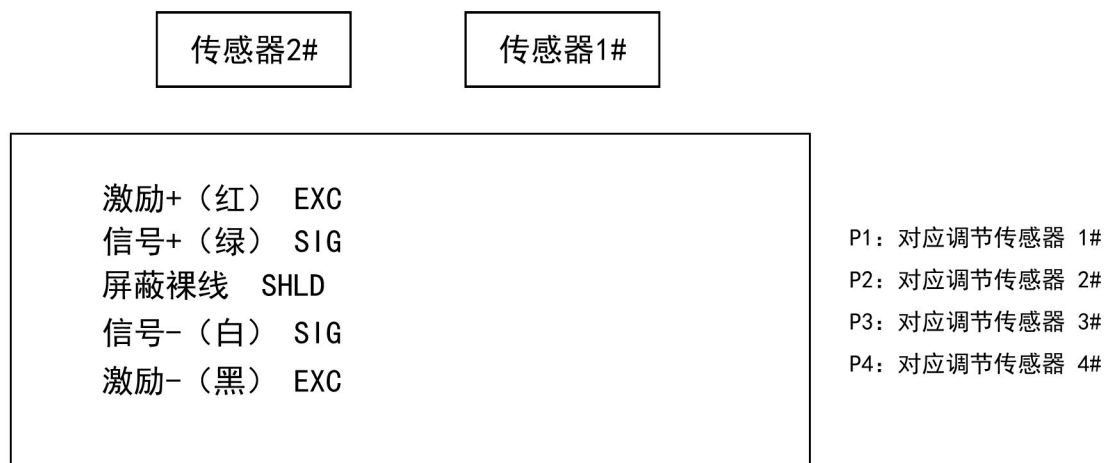 传感器2#
传感器1#
激励+（红） EXC
信号+（绿） SIG
屏蔽裸线 SHLD
信号-（白） SIG
激励-（黑） EXC
P1：对应调节传感器 1#
P2：对应调节传感器 2#
P3：对应调节传感器 3#
P4：对应调节传感器 4#